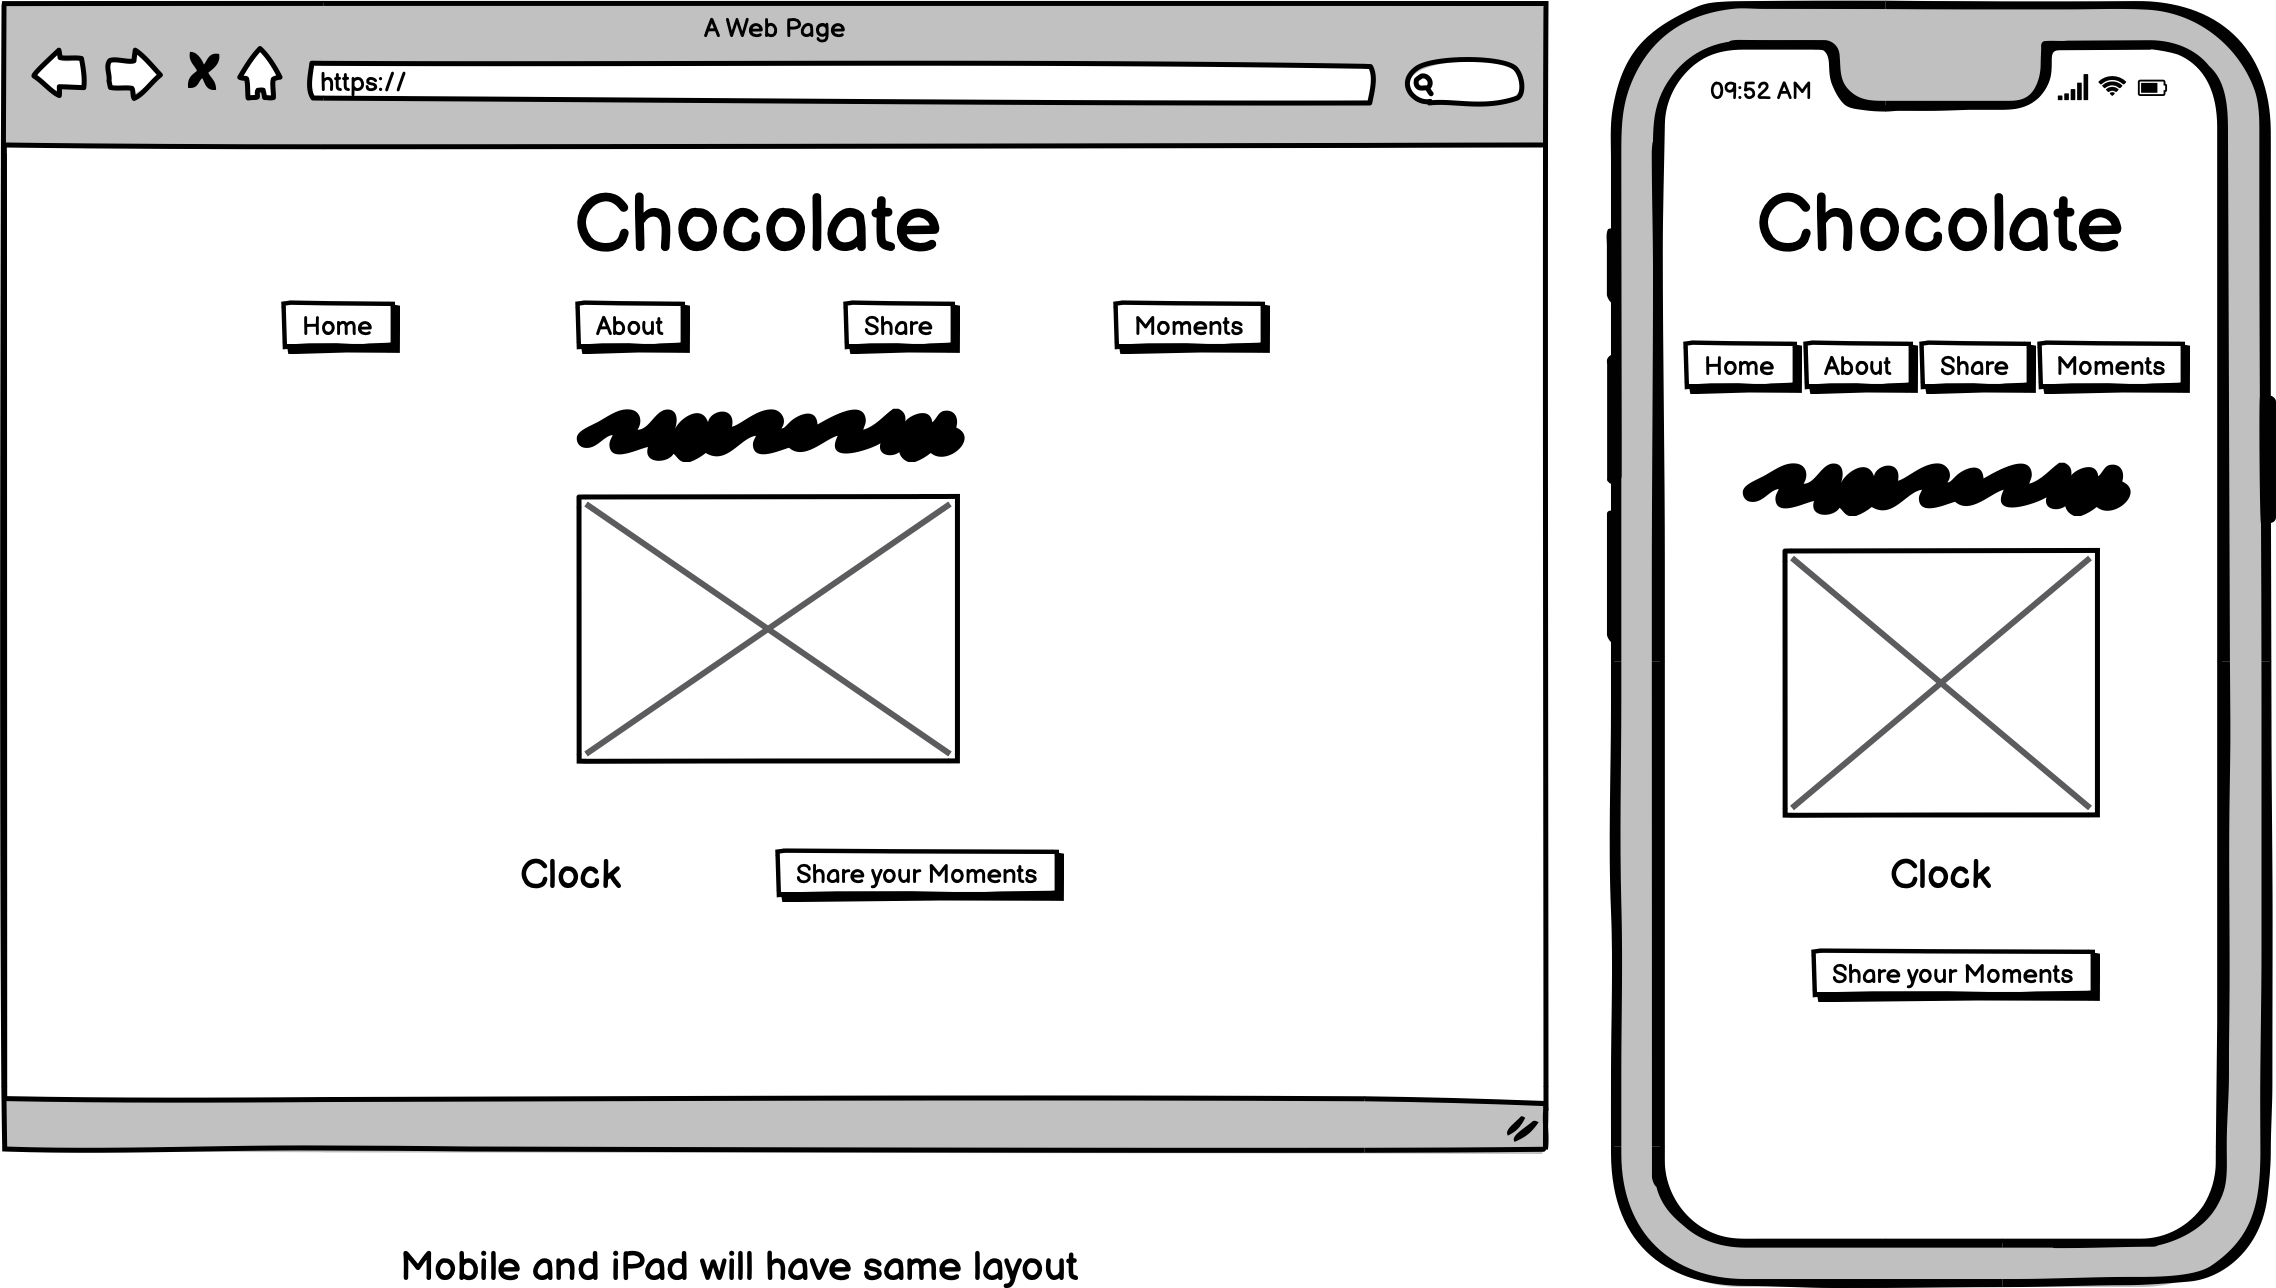 A Web Page
https://
Chocolate
Home About Share Moments
Clock Share your Moments
Mobile and iPad will have same layout
09:52 AM
Chocolate
Home About Share Moments
Clock
Share your Moments